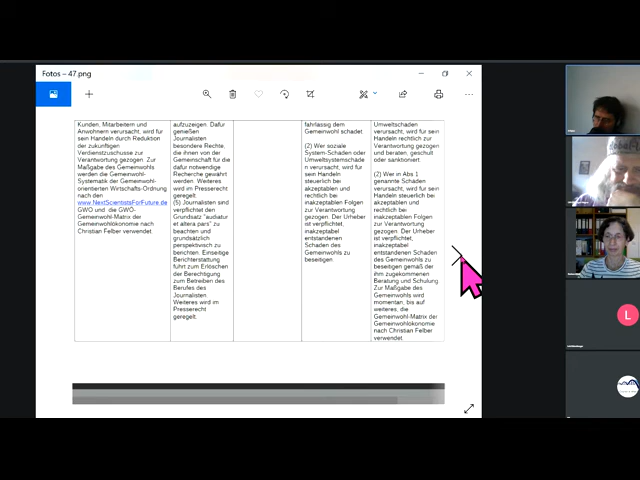 Fotos – 47.png
Kunden, Mitarbeitern und
Anwohnern verursacht, wird für
sein Handeln durch Reduktion
der zukünftigen
Verdienstzuschüsse zur
Verantwortung gezogen. Zur
Maßgabe des Gemeinwohls
werden die Gemeinwohl-
Systematik der Gemeinwohl-
orientierten Wirtschafts-Ordnung
nach den
www.NextScientistsForFuture.de
GWO und die GWÖ-
Gemeinwohl-Matrix der
Gemeinwohlökonomie nach
Christian Felber verwendet.
aufzuzeigen. Dafür
genießen
Journalisten
besondere Rechte,
die ihnen von der
Gemeinschaft für die
dafür notwendige
Recherche gewährt
werden. Weiteres
wird im Presserecht
geregelt.
(5) Journalisten sind
verpflichtet den
Grundsatz "audiatur
et altera pars" zu
beachten und
grundsätzlich
perspektivisch zu
berichten. Einseitige
Berichterstattung
führt zum Erlöschen
der Berechtigung
zum Betreiben des
Berufes des
Journalisten.
Weiteres wird im
Presserecht
geregelt.
fahrlässig dem
Gemeinwohl schadet
(2) Wer soziale
System-Schäden oder
Umweltsystemschäde
n verursacht, wird für
sein Handeln
steuerlich bei
akzeptablen und
rechtlich bei
inakzeptablen Folgen
zur Verantwortung
gezogen. Der Urheber
ist verpflichtet,
inakzeptabel
entstandenen
Schaden des
Gemeinwohls zu
beseitigen
Umweltschäden
verursacht, wird für sein
Handeln rechtlich zur
Verantwortung gezogen
und beraten, geschult
oder sanktioniert.
(2) Wer in Abs.1
genannte Schäden
verursacht, wird für sein
Handeln steuerlich bei
akzeptablen und
rechtlich bei
inakzeptablen Folgen
zur Verantwortung
gezogen. Der Urheber
ist verpflichtet,
inakzeptabel
entstandenen Schaden
des Gemeinwohls zu
beseitigen gemäß der
ihm zugekommenen
Beratung und Schulung.
Zur Maßgabe des
Gemeinwohls wird
momentan, bis auf
weiteres, die
Gemeinwohl-Matrix der
Gemeinwohlökonomie
nach Christian Felber
verwendet.
L